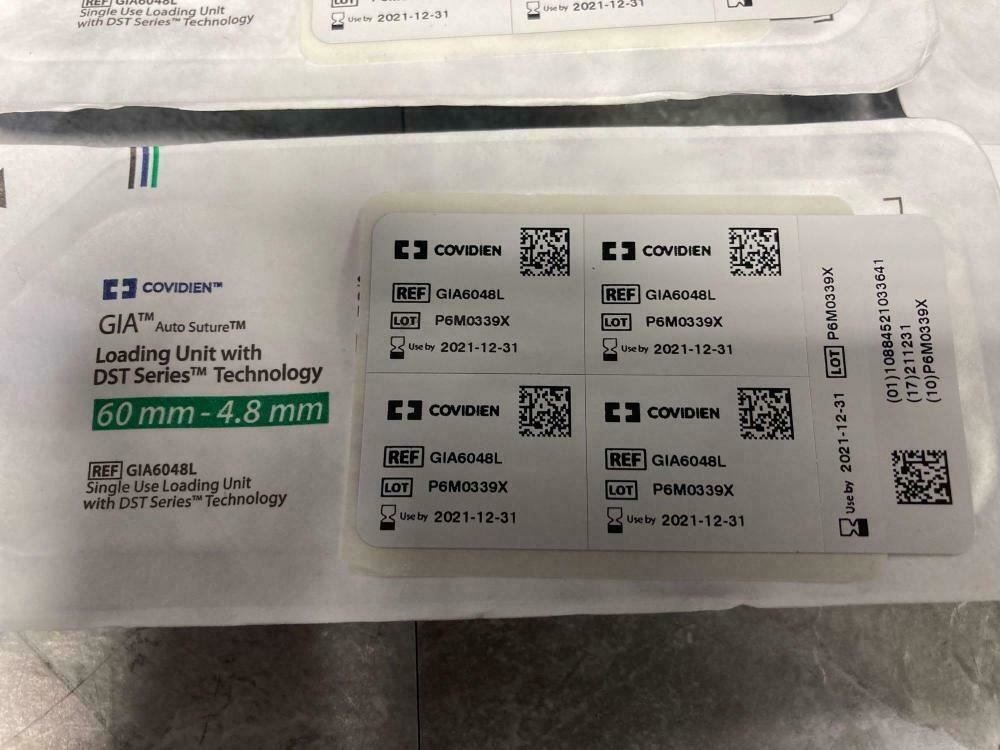 REF GIA6048L
Single Use Loading Unit
with DST Series™ Technology
LOT
Use by 2021-12-31
Use by 2021-12-31
COVIDIEN™
GIA™ Auto Suture™
Loading Unit with
DST Series™ Technology
60 mm - 4.8 mm
REF GIA6048L
Single Use Loading Unit
with DST Series™ Technology
COVIDIEN
REF GIA6048L
LOT P6M0339X
Use by 2021-12-31
COVIDIEN
REF GIA6048L
LOT P6M0339X
Use by 2021-12-31
COVIDIEN
REF GIA6048L
LOT P6M0339X
Use by 2021-12-31
COVIDIEN
REF GIA6048L
LOT P6M0339X
Use by 2021-12-31
Use by 2021-12-31 LOT P6M0339X
(01)10884521033641
(17)211231
(10)P6M0339X